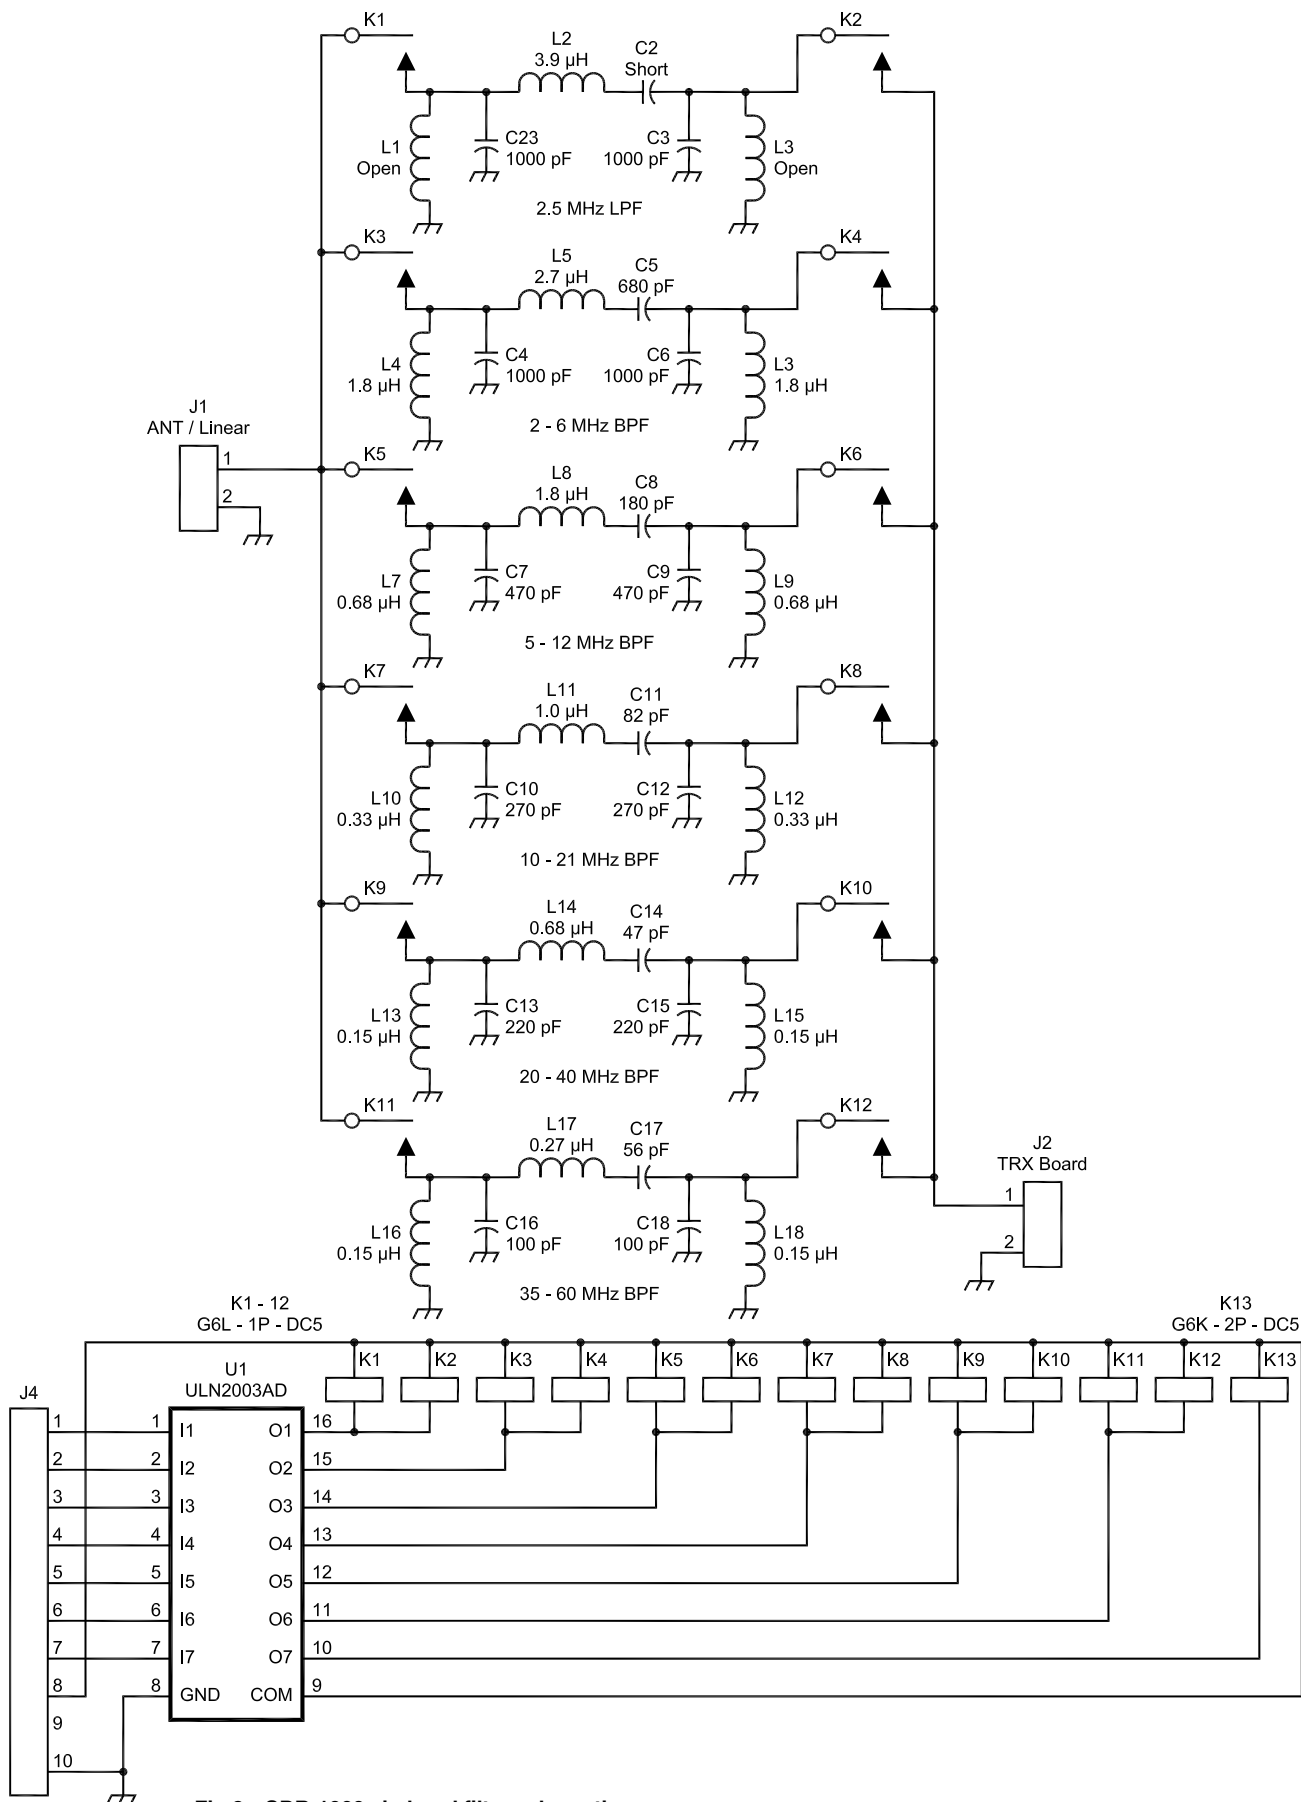 K1
K2
L2
3.9 µH
C2
Short
L1
Open
C23
1000 pF
C3
1000 pF
L3
Open
2.5 MHz LPF
K3
K4
L5
2.7 µH
C5
680 pF
L4
1.8 µH
C4
1000 pF
C6
1000 pF
L3
1.8 µH
2 - 6 MHz BPF
J1
ANT / Linear
1
2
K5
K6
L8
1.8 µH
C8
180 pF
L7
0.68 µH
C7
470 pF
C9
470 pF
L9
0.68 µH
5 - 12 MHz BPF
K7
K8
L11
1.0 µH
C11
82 pF
L10
0.33 µH
C10
270 pF
C12
270 pF
L12
0.33 µH
10 - 21 MHz BPF
K9
K10
L14
0.68 µH
C14
47 pF
L13
0.15 µH
C13
220 pF
C15
220 pF
L15
0.15 µH
20 - 40 MHz BPF
K11
K12
L17
0.27 µH
C17
56 pF
L16
0.15 µH
C16
100 pF
C18
100 pF
L18
0.15 µH
35 - 60 MHz BPF
J2
TRX Board
1
2
K1 - 12
G6L - 1P - DC5
K13
G6K - 2P - DC5
K1 K2 K3 K4 K5 K6 K7 K8 K9 K10 K11 K12 K13
U1
ULN2003AD
J4
1 1 I1 O1 16
2 2 I2 O2 15
3 3 I3 O3 14
4 4 I4 O4 13
5 5 I5 O5 12
6 6 I6 O6 11
7 7 I7 O7 10
8 8 GND COM 9
9
10